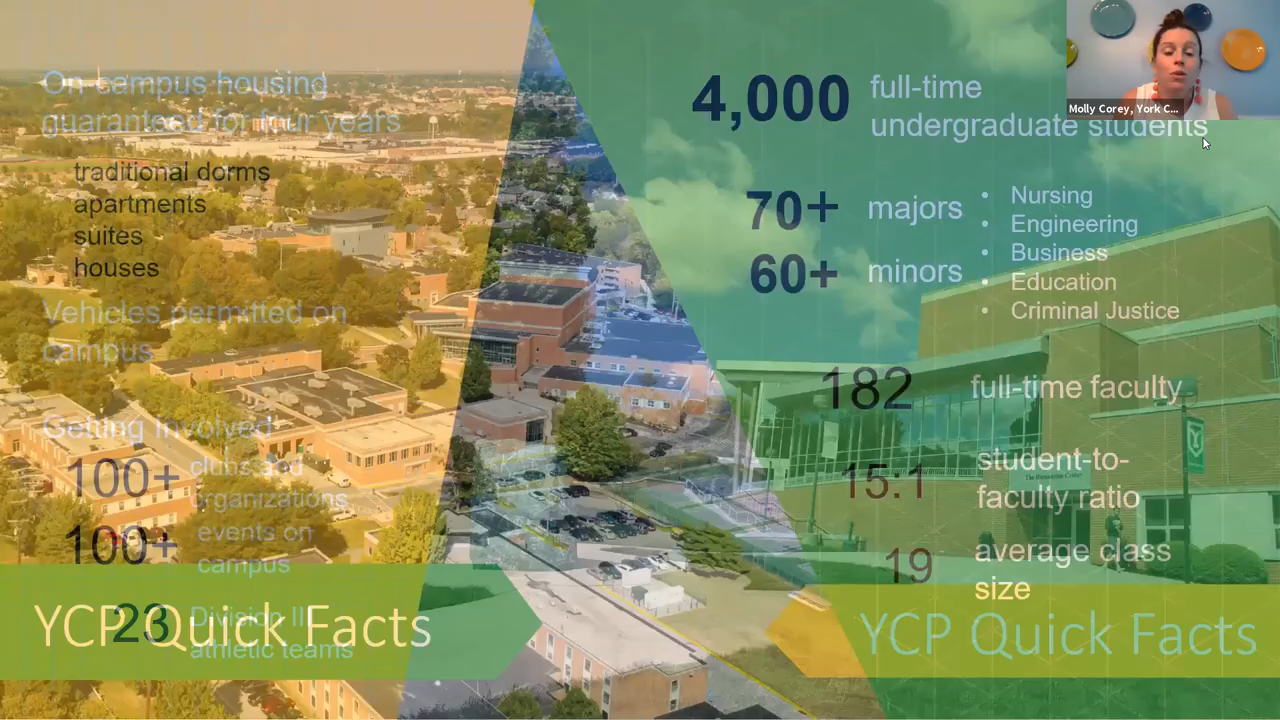 On-campus housing
guaranteed for four years
traditional dorms
apartments
suites
houses
Vehicles permitted on
campus
Getting Involved
100+ clubs and
organizations
100+ events on
campus
23 Division III
athletic teams
YCP Quick Facts
4,000 full-time
undergraduate students
70+ majors
60+ minors
• Nursing
• Engineering
• Business
• Education
• Criminal Justice
182 full-time faculty
15:1 student-to-
faculty ratio
19 average class
size
YCP Quick Facts
Molly Corey, York C...